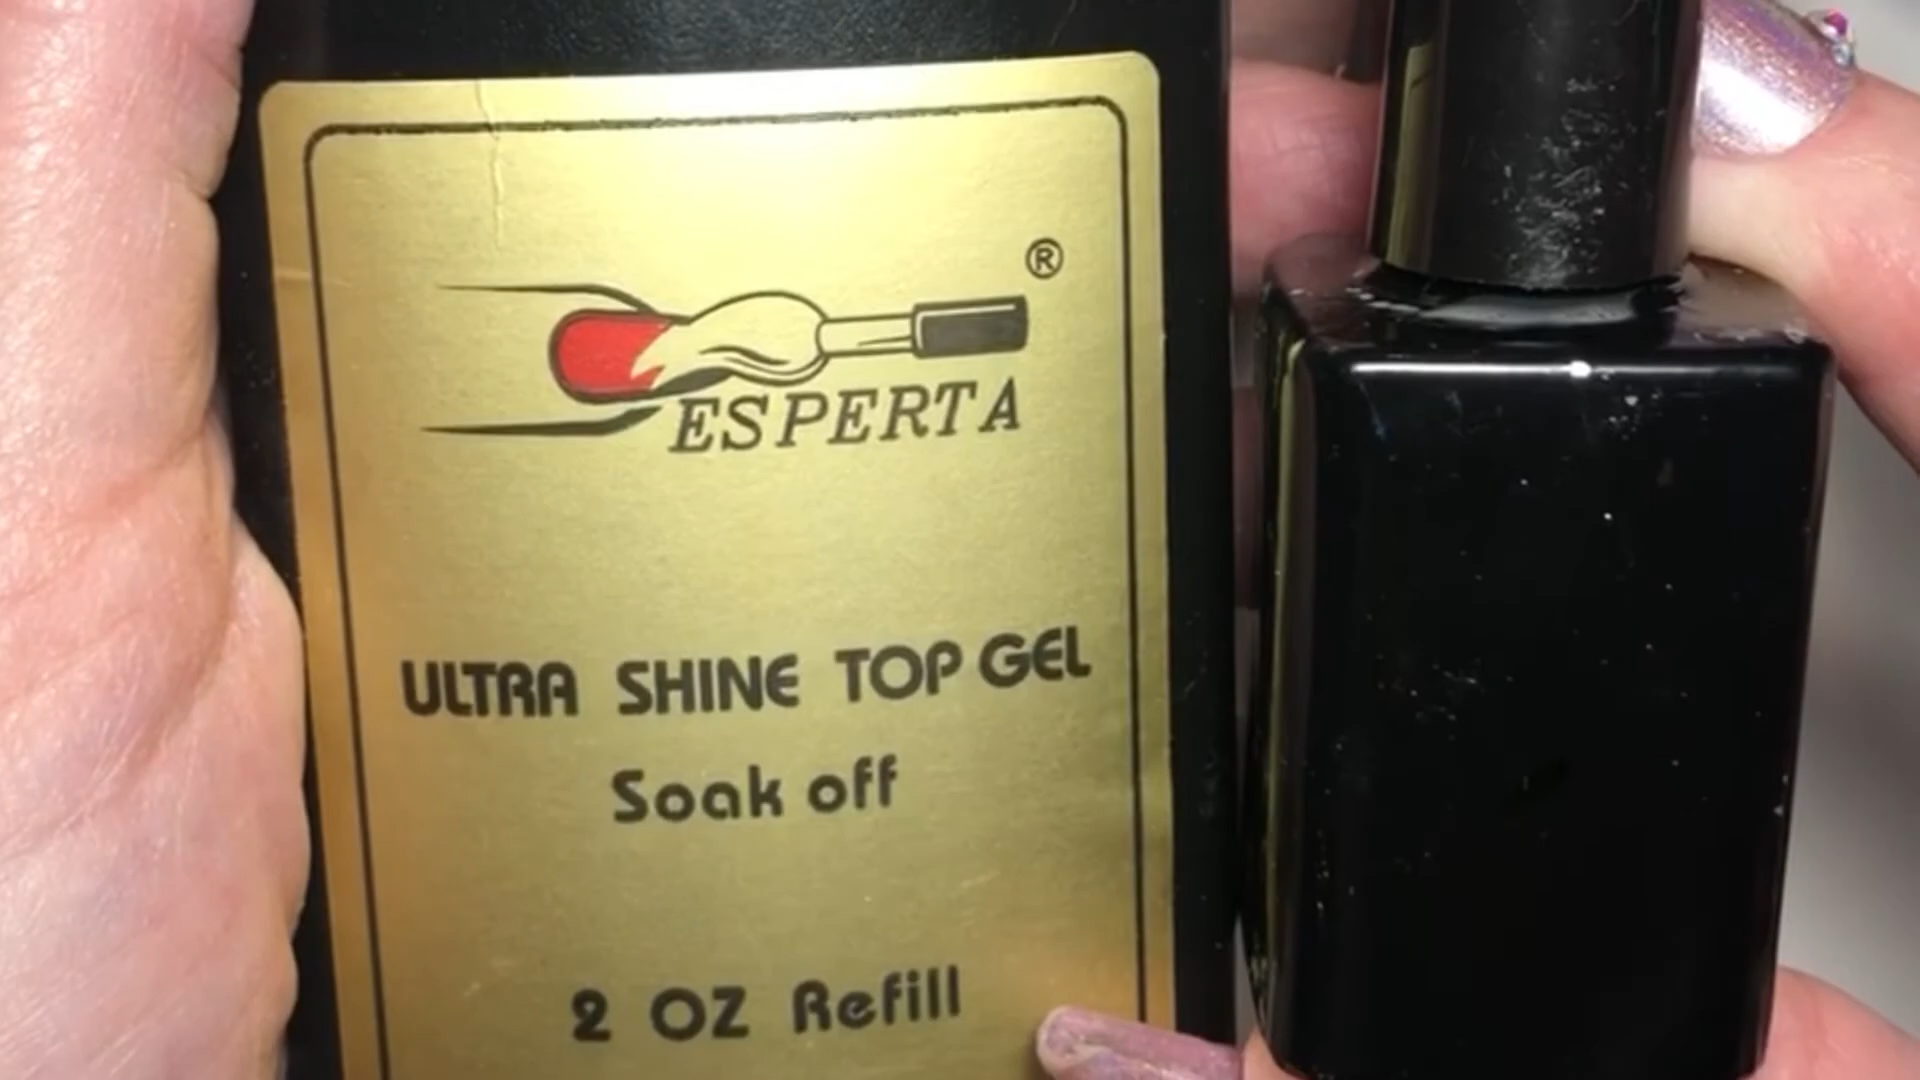 ®
ESPERTA
ULTRA SHINE TOP GEL
Soak off
2 OZ Refill